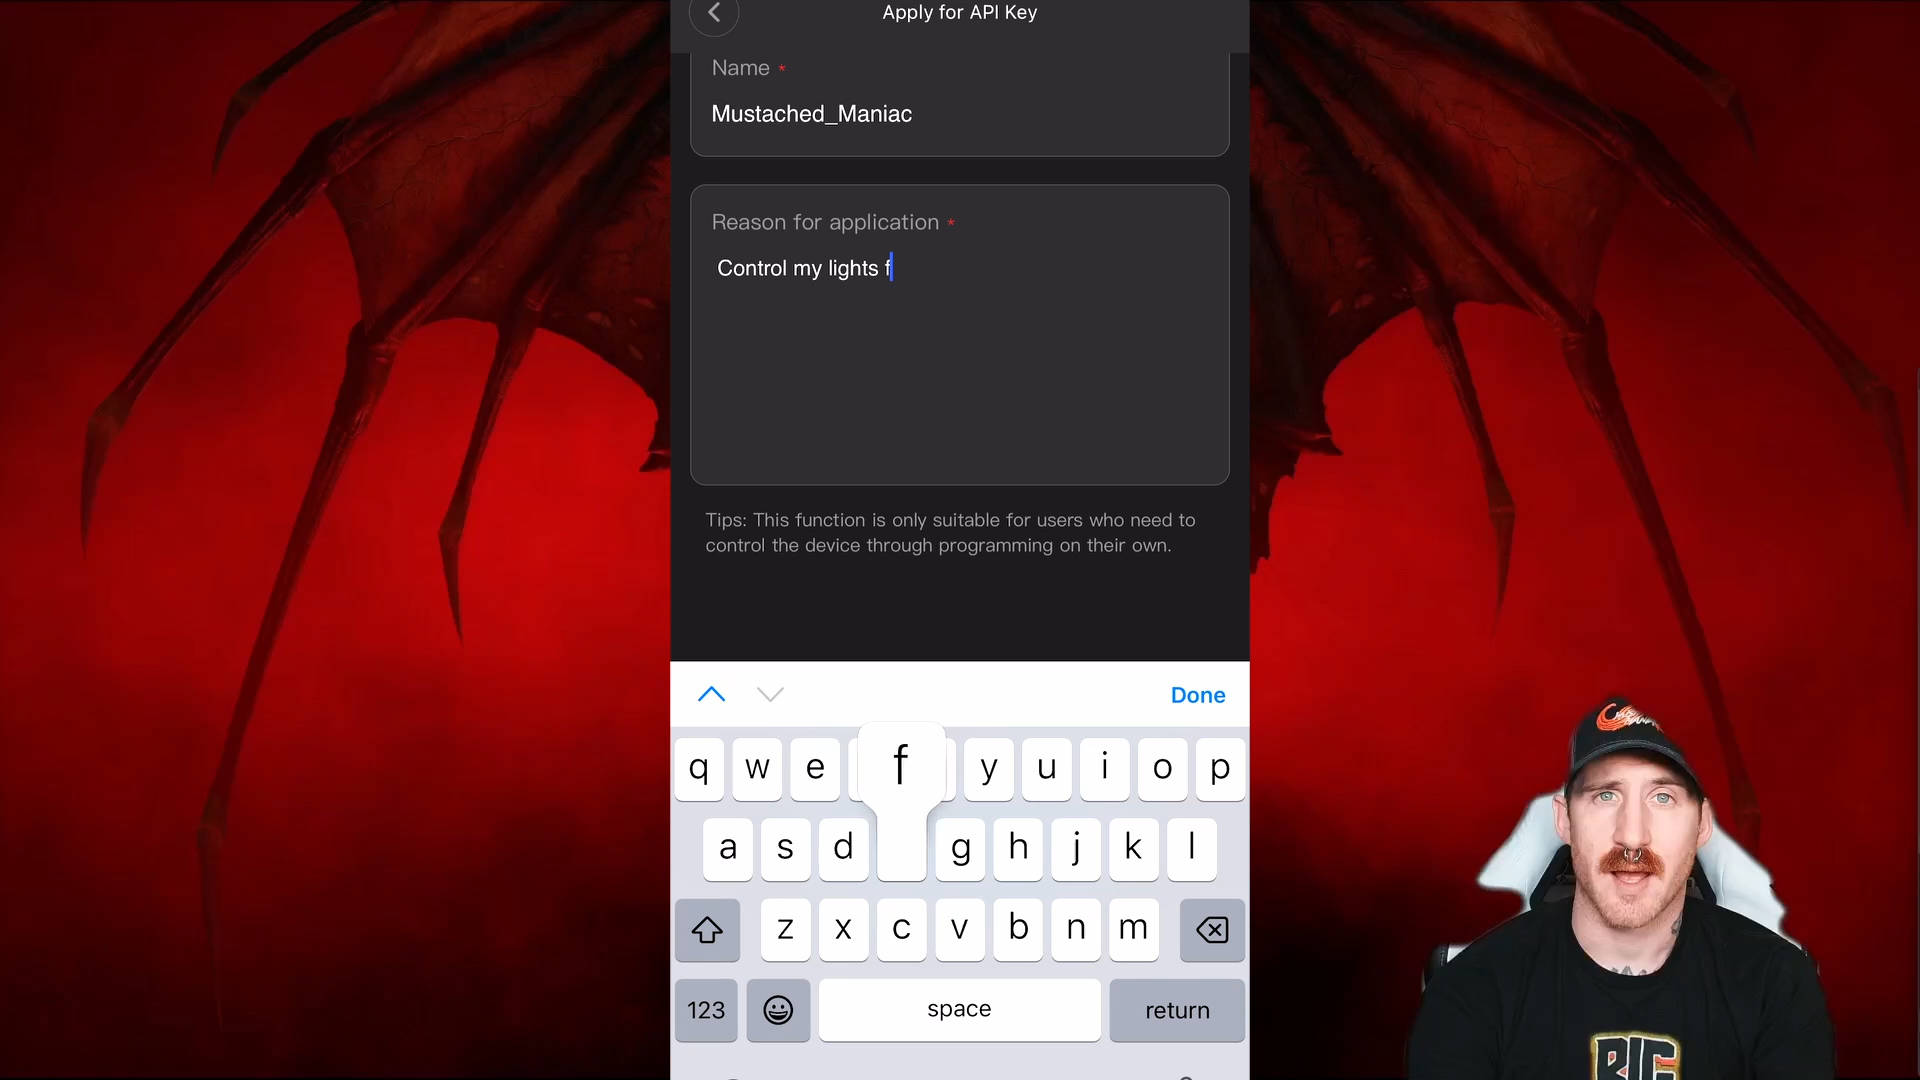 Apply for API Key
Name *
Mustached_Maniac
Reason for application *
Control my lights f
Tips: This function is only suitable for users who need to
control the device through programming on their own.
Done
q w e f y u i o p
a s d g h j k l
z x c v b n m
123 space return